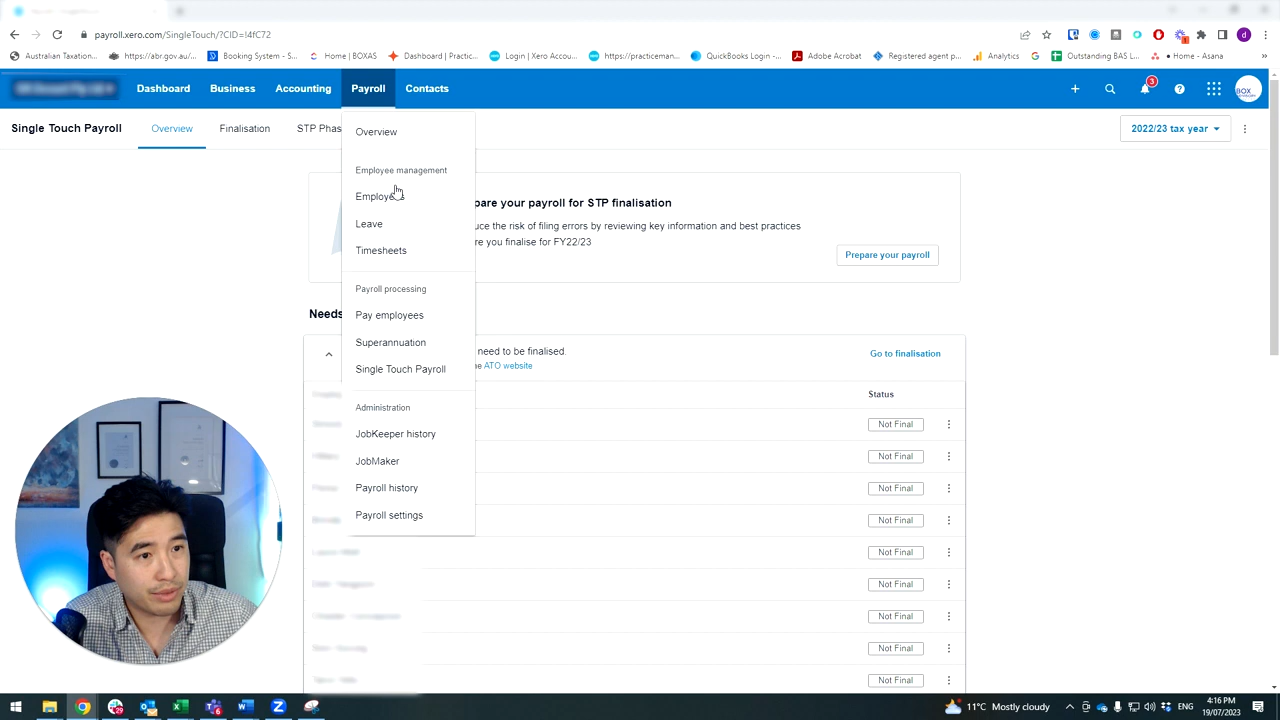 payroll.xero.com/SingleTouch/?CID=!4fC72
Australian Taxation...
https://abr.gov.au/...
Booking System - S...
Home | BOXAS
Dashboard | Practic...
Login | Xero Accou...
https://practiceman...
QuickBooks Login -...
Adobe Acrobat
Registered agent p...
Analytics
G
Outstanding BAS L...
• Home - Asana
»
Dashboard
Business
Accounting
Payroll
Contacts
3
BOX
Single Touch Payroll
Overview
Finalisation
STP Phas
2022/23 tax year
Overview
Employee management
Employees
Leave
Timesheets
Payroll processing
Pay employees
Superannuation
Single Touch Payroll
Administration
JobKeeper history
JobMaker
Payroll history
Payroll settings
pare your payroll for STP finalisation
uce the risk of filing errors by reviewing key information and best practices
re you finalise for FY22/23
Prepare your payroll
Needs
need to be finalised.
he ATO website
Go to finalisation
Status
Not Final
Not Final
Not Final
Not Final
Not Final
Not Final
Not Final
Not Final
Not Final
11°C Mostly cloudy
ENG
4:16 PM
19/07/2023